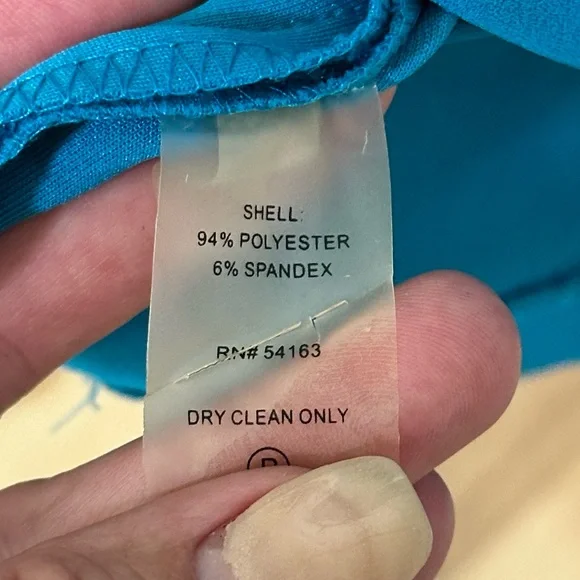 SHELL:
94% POLYESTER
6% SPANDEX
RN# 54163
DRY CLEAN ONLY